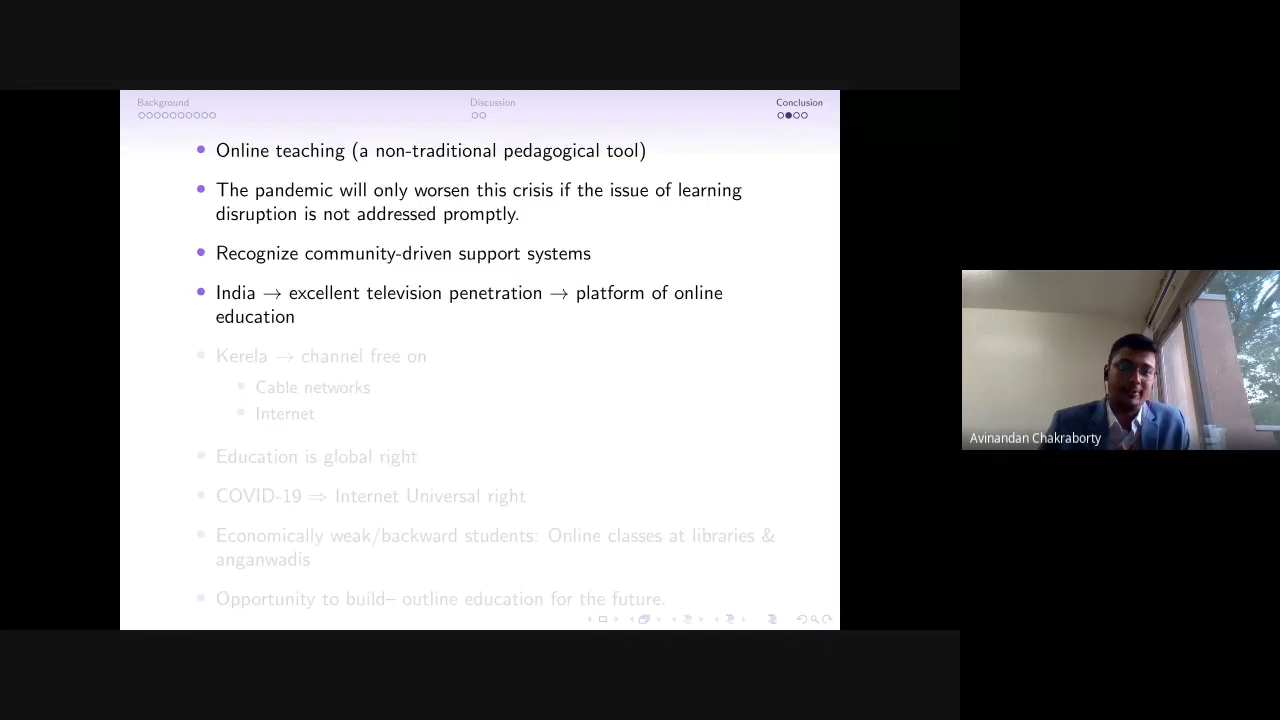 Background
Discussion
Conclusion
Online teaching (a non-traditional pedagogical tool)
The pandemic will only worsen this crisis if the issue of learning
disruption is not addressed promptly.
Recognize community-driven support systems
India → excellent television penetration → platform of online
education
Kerela → channel free on
Cable networks
Internet
Education is global right
COVID-19 ⇒ Internet Universal right
Economically weak/backward students: Online classes at libraries &
anganwadis
Opportunity to build– outline education for the future.
Avinandan Chakraborty